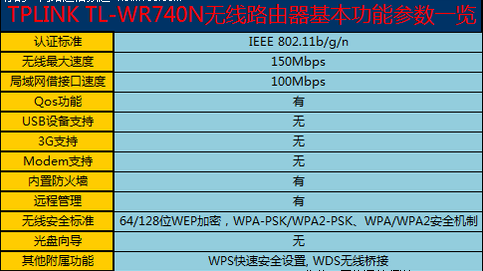 TPLINK TL-WR740N无线路由器基本功能参数一览
认证标准 IEEE 802.11b/g/n
无线最大速度 150Mbps
局域网借接口速度 100Mbps
Qos功能 有
USB设备支持 无
3G支持 无
Modem支持 无
内置防火墙 有
远程管理 有
无线安全标准 64/128位WEP加密，WPA-PSK/WPA2-PSK、WPA/WPA2安全机制
光盘向导 无
其他附属功能 WPS快速安全设置, WDS无线桥接